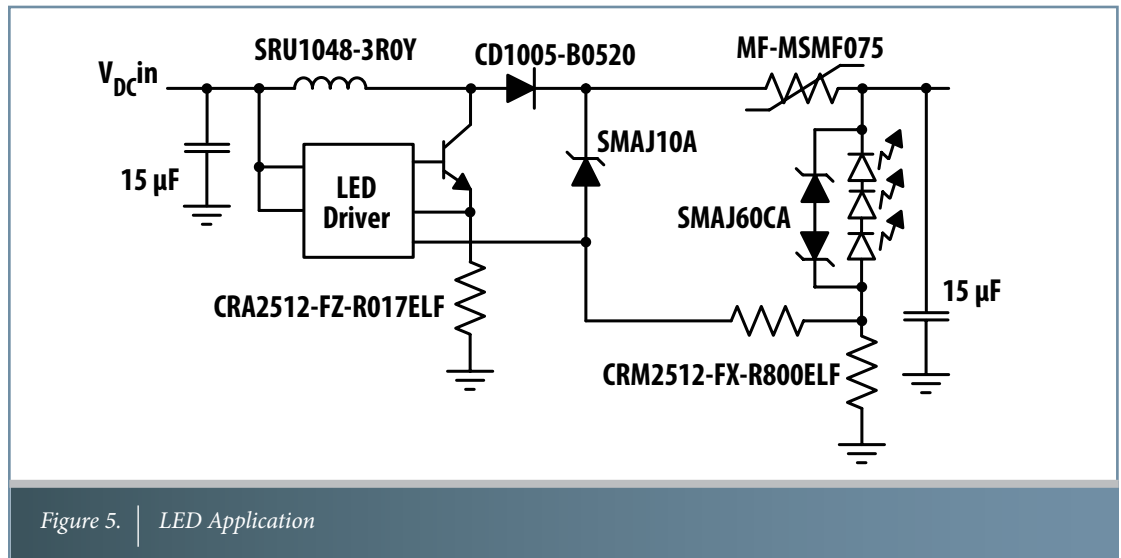 SRU1048-3R0Y
CD1005-B0520
MF-MSMF075
VDCin
15 µF
LED
Driver
SMAJ10A
SMAJ60CA
15 µF
CRA2512-FZ-R017ELF
CRM2512-FX-R800ELF
Figure 5. | LED Application